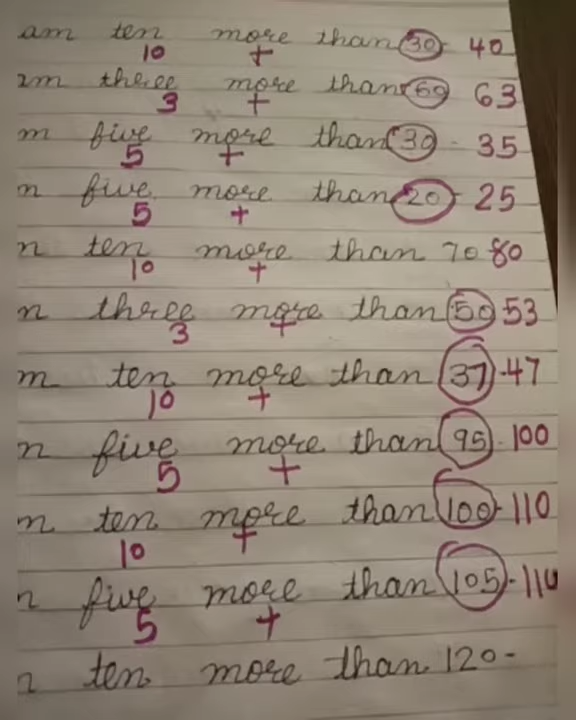 am ten more than 30 - 40
10 +
am three more than 60 63
3 +
m five more than 30 - 35
5 +
m five more than 20 - 25
5 +
n ten more than 70 80
10 +
n three more than 50 53
3 +
m ten more than 37 - 47
10 +
n five more than 95 - 100
5 +
m ten more than 100 - 110
10 +
n five more than 105 - 110
5 +
n ten more than 120 -